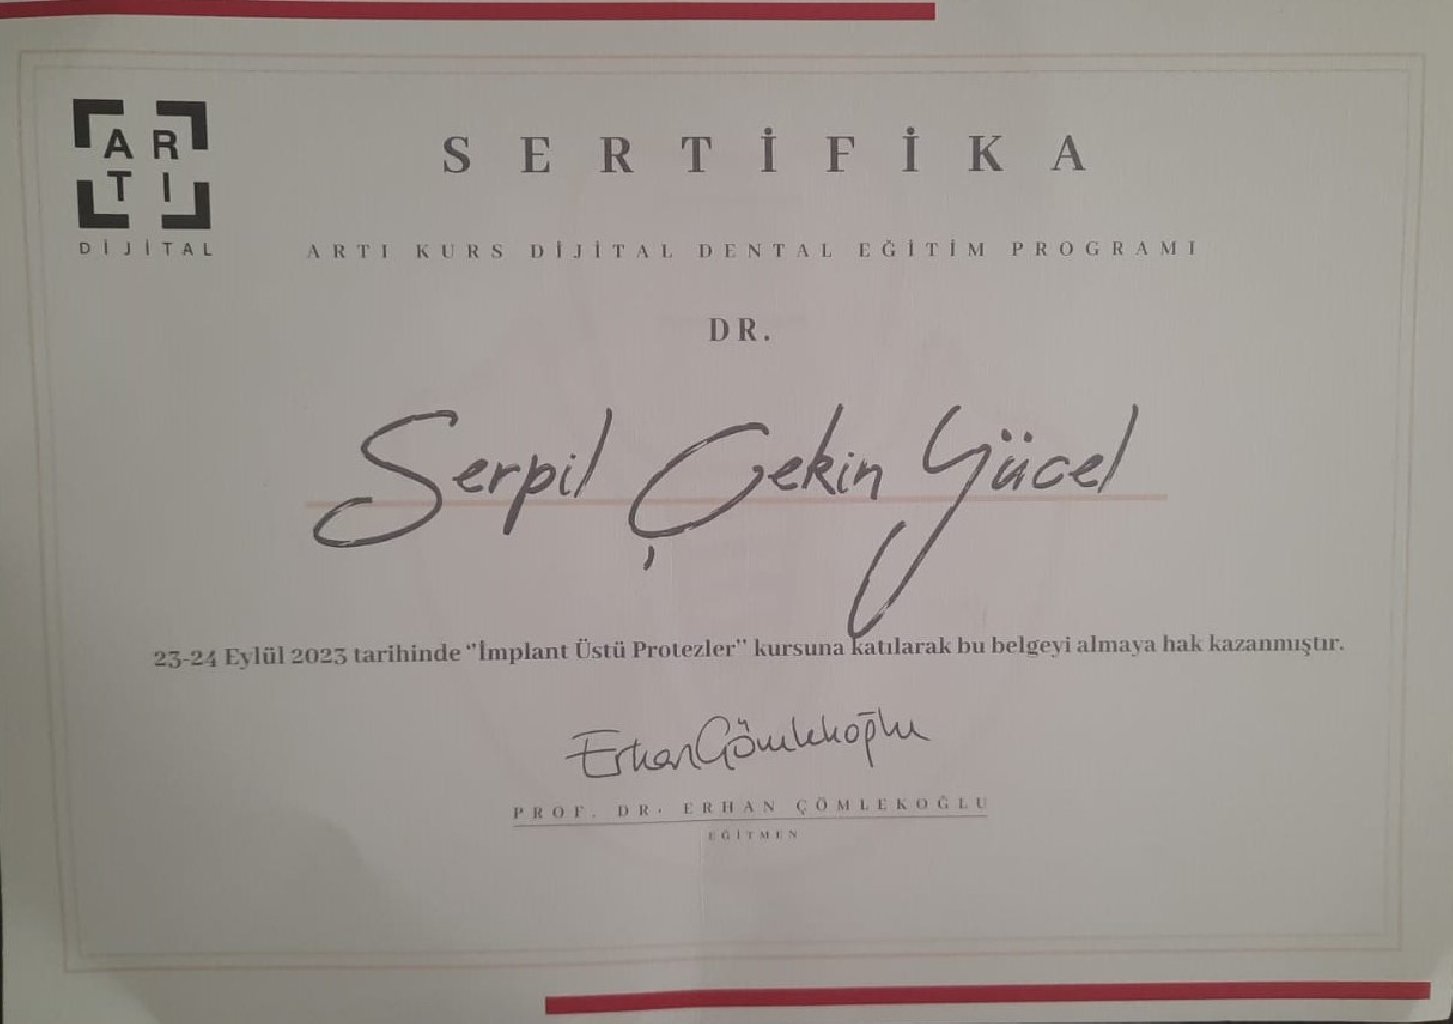 AR
TI
DİJİTAL
SERTİFİKA
ARTI KURS DİJİTAL DENTAL EĞİTİM PROGRAMI
DR.
Serpil Çekin Yücel
23-24 Eylül 2023 tarihinde "İmplant Üstü Protezler" kursuna katılarak bu belgeyi almaya hak kazanmıştır.
Erhan Çömlekoğlu
PROF. DR. ERHAN ÇÖMLEKOĞLU
EĞİTMEN